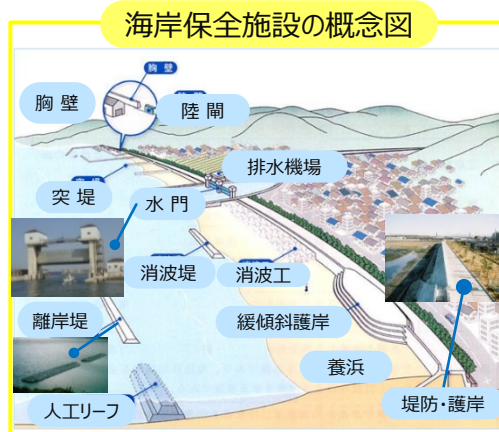 海岸保全施設の概念図
胸 壁
胸 壁
陸 閘
排水機場
突 堤
水 門
消波堤
消波工
離岸堤
緩傾斜護岸
養浜
人工リーフ
堤防・護岸